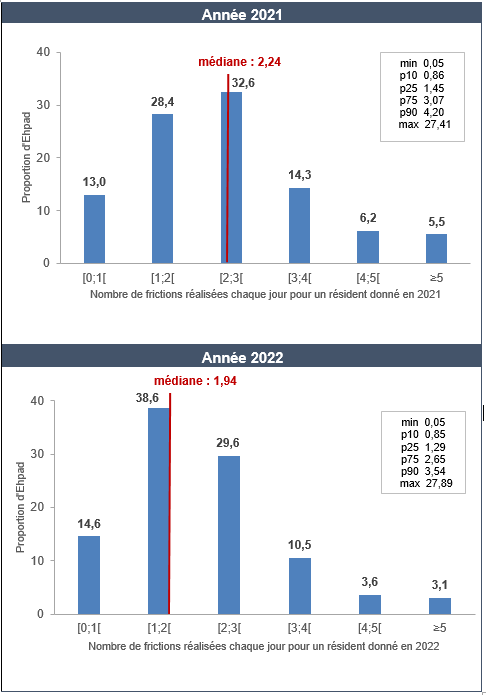 Année 2021
médiane : 2,24
min 0,05
p10 0,86
p25 1,45
p75 3,07
p90 4,20
max 27,41
Proportion d'Ehpad
40
30
20
10
0
13,0
28,4
32,6
14,3
6,2
5,5
[0;1[ [1;2[ [2;3[ [3;4[ [4;5[ ≥5
Nombre de frictions réalisées chaque jour pour un résident donné en 2021
Année 2022
médiane : 1,94
min 0,05
p10 0,85
p25 1,29
p75 2,65
p90 3,54
max 27,89
Proportion d'Ehpad
40
30
20
10
0
14,6
38,6
29,6
10,5
3,6
3,1
[0;1[ [1;2[ [2;3[ [3;4[ [4;5[ ≥5
Nombre de frictions réalisées chaque jour pour un résident donné en 2022